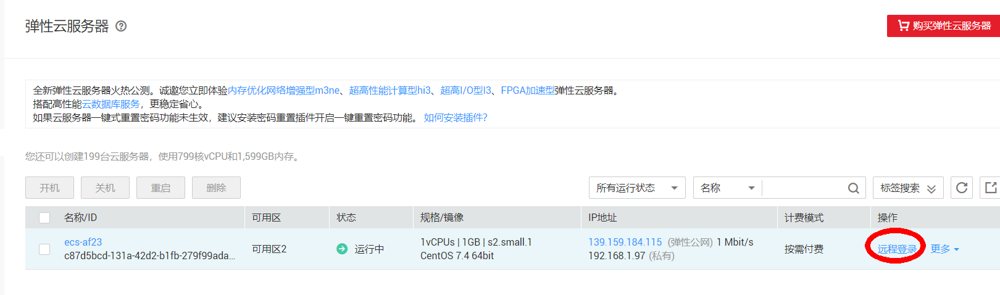 弹性云服务器
购买弹性云服务器
全新弹性云服务器火热公测。诚邀您立即体验内存优化网络增强型m3ne、超高性能计算型hi3、超高I/O型I3、FPGA加速型弹性云服务器。
搭配高性能云数据库服务，更稳定省心。
如果云服务器一键式重置密码功能未生效，建议安装密码重置插件开启一键重置密码功能。 如何安装插件?
您还可以创建199台云服务器，使用799核vCPU和1,599GB内存。
开机 关机 重启 删除 所有运行状态 名称 标签搜索
名称/ID 可用区 状态 规格/镜像 IP地址 计费模式 操作
ecs-af23 1vCPUs | 1GB | s2.small.1 139.159.184.115 (弹性公网) 1 Mbit/s
可用区2 运行中 按需付费 远程登录 更多
c87d5bcd-131a-42d2-b1fb-279f99ada... CentOS 7.4 64bit 192.168.1.97 (私有)